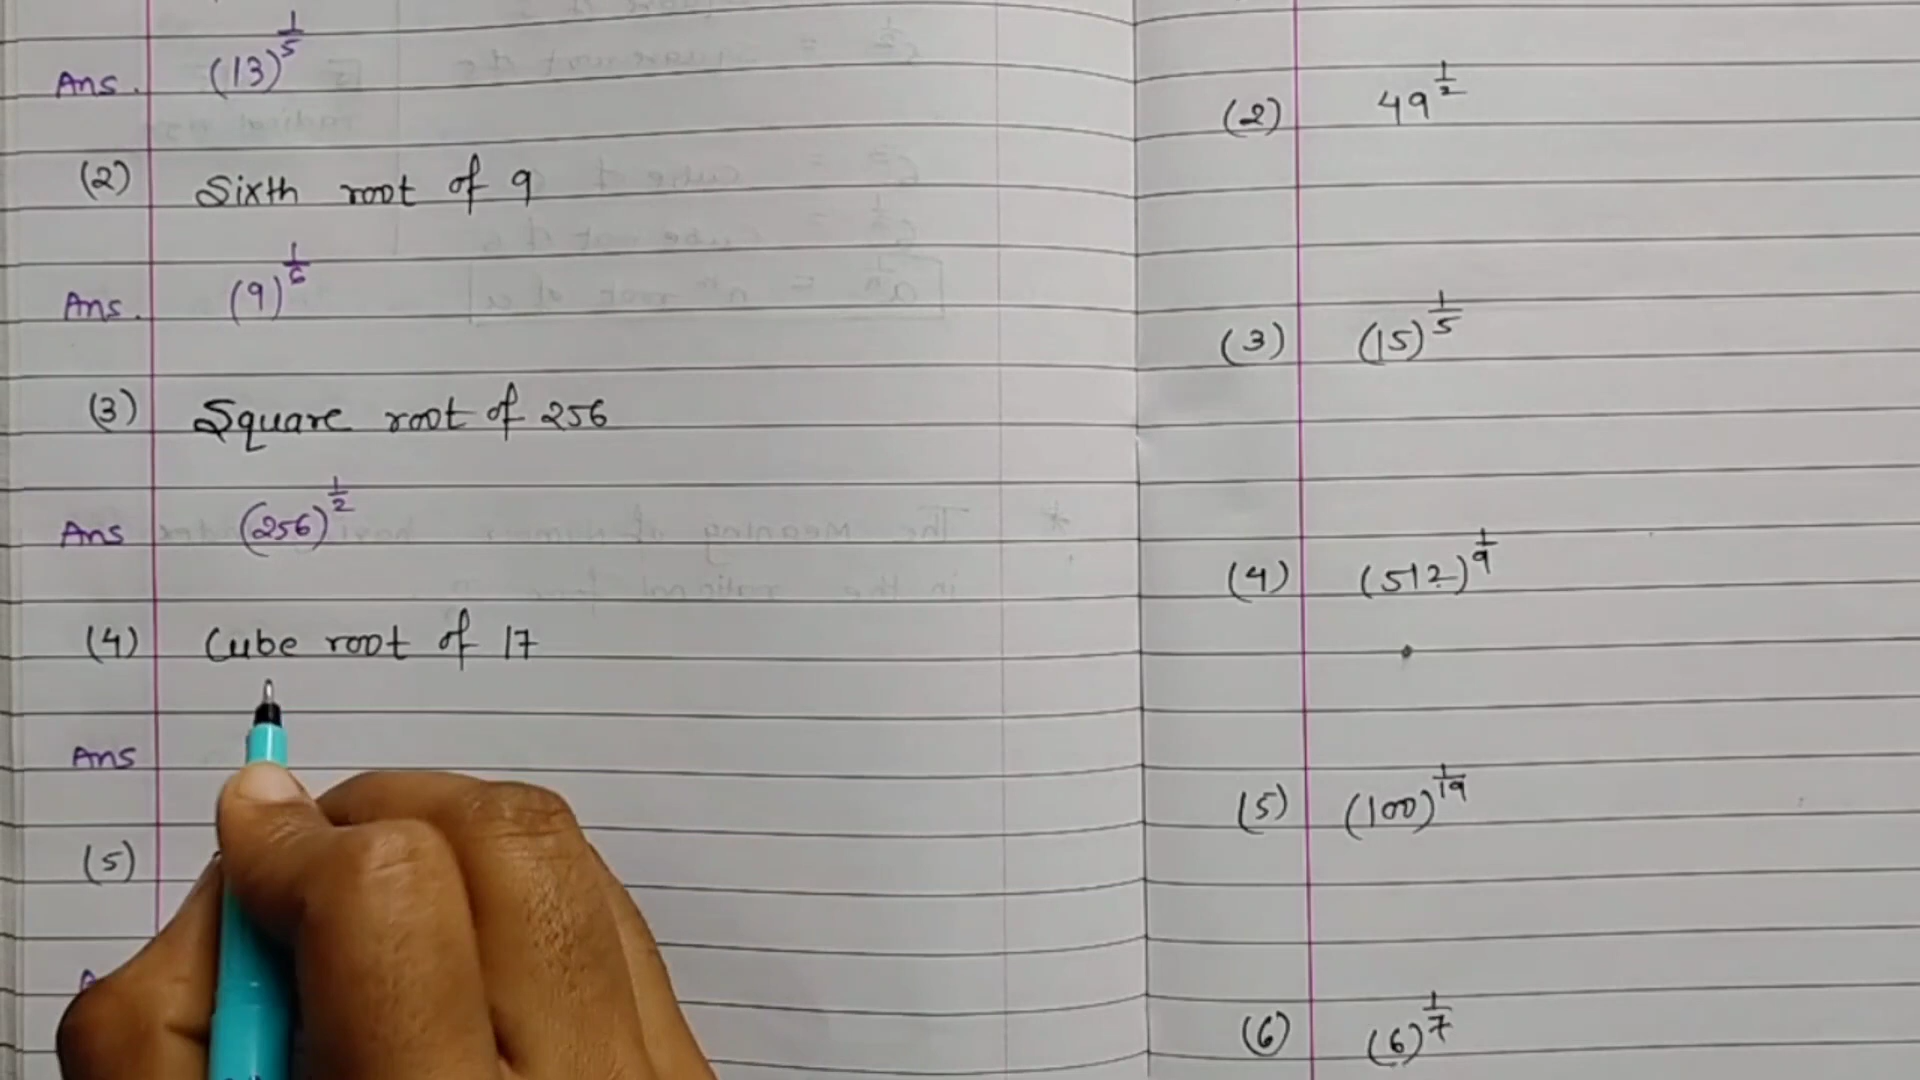 Ans. (13)^1/5
(2) Sixth root of 9
Ans. (9)^1/6
(3) Square root of 256
Ans (256)^1/2
(4) Cube root of 17
Ans
(5)
(2) 49^1/2
(3) (15)^1/5
(4) (512)^1/9
(5) (100)^1/19
(6) (6)^1/7